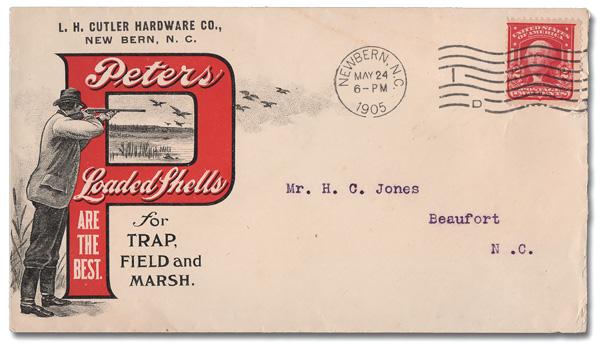 L. H. CUTLER HARDWARE CO.,
NEW BERN, N. C.
Peters
Loaded Shells
ARE
THE
BEST.
for
TRAP,
FIELD and
MARSH.
NEWBERN, N.C.
MAY 24
6-PM
1905
1
D
Mr. H. C. Jones
Beaufort
N .C.